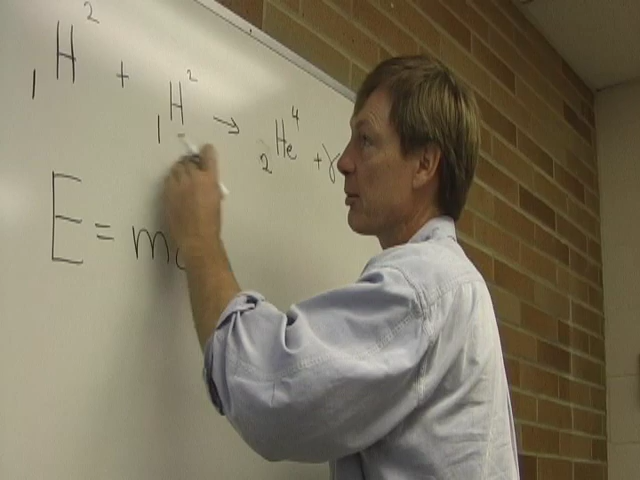 ₁H² + ₁H² → ₂He⁴ + γ
E = mc